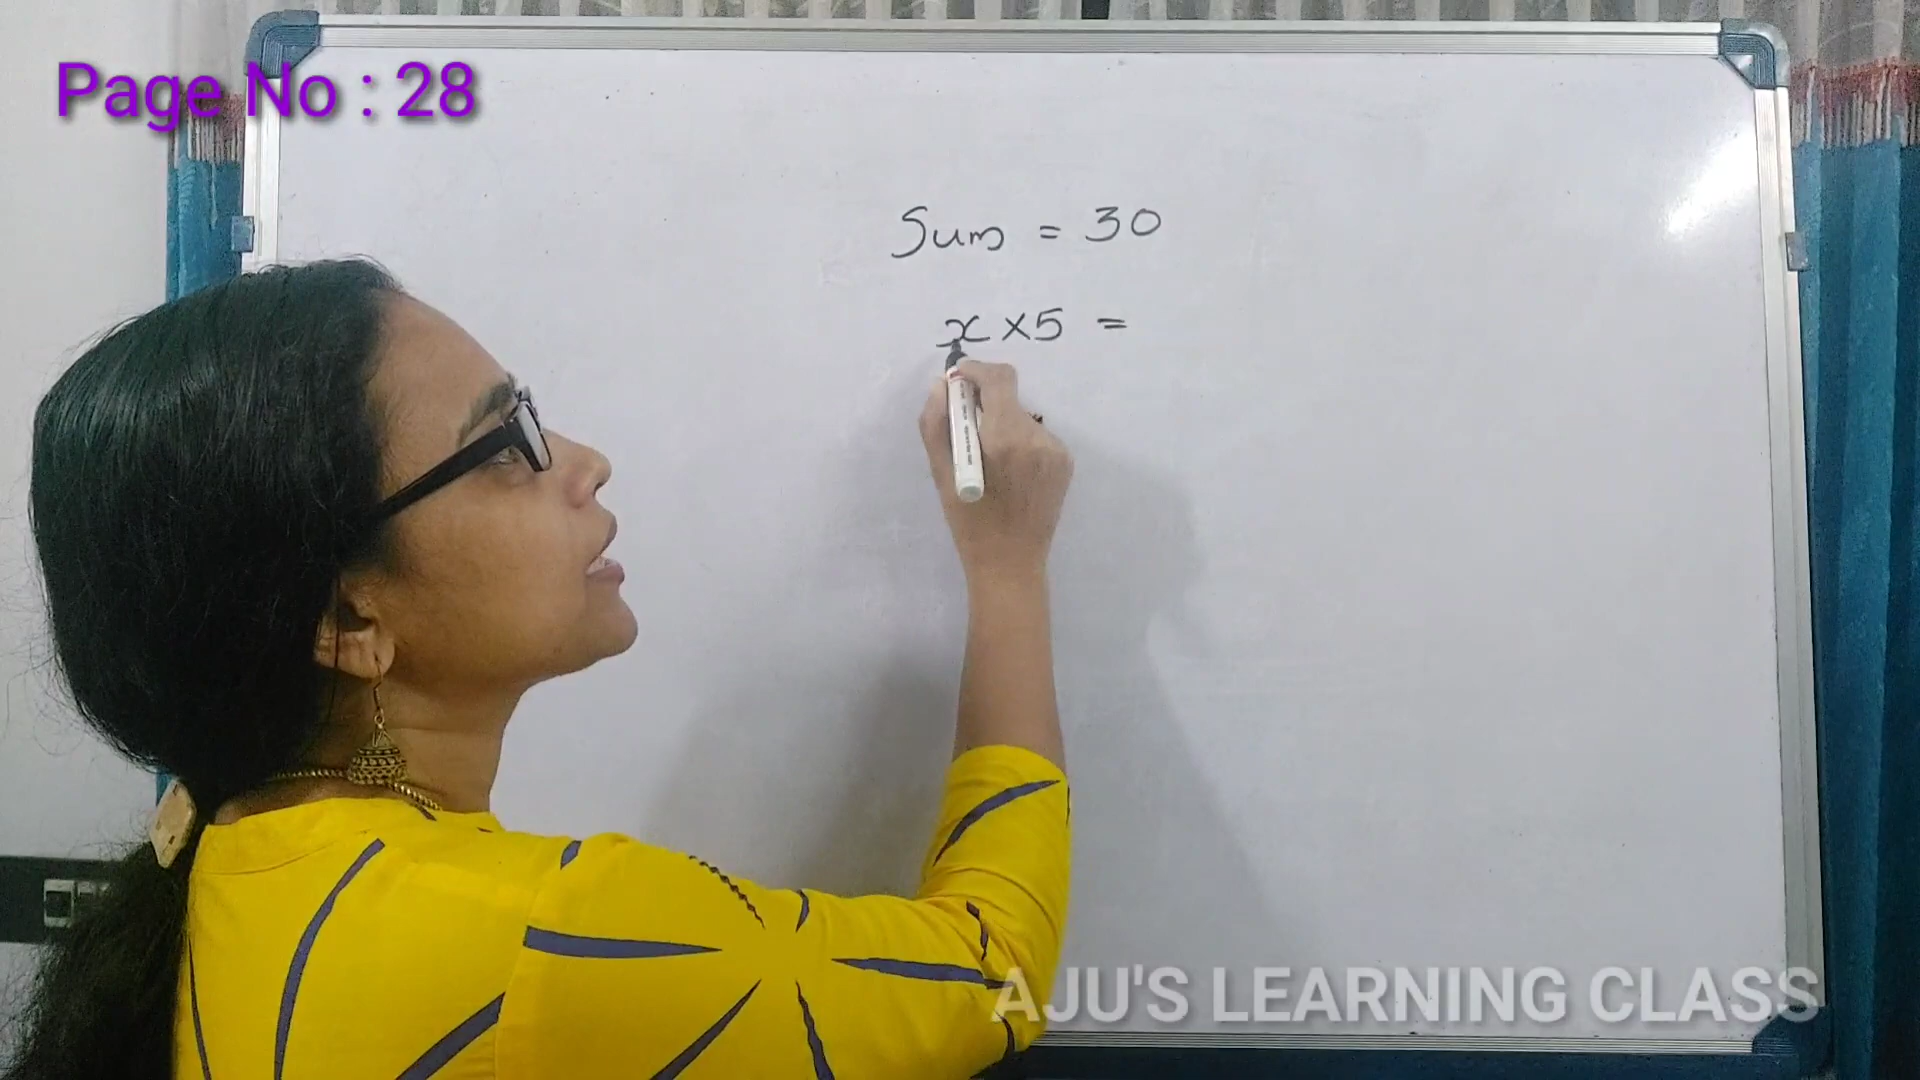 Page No : 28
Sum = 30
x × 5 =
AJU'S LEARNING CLASS